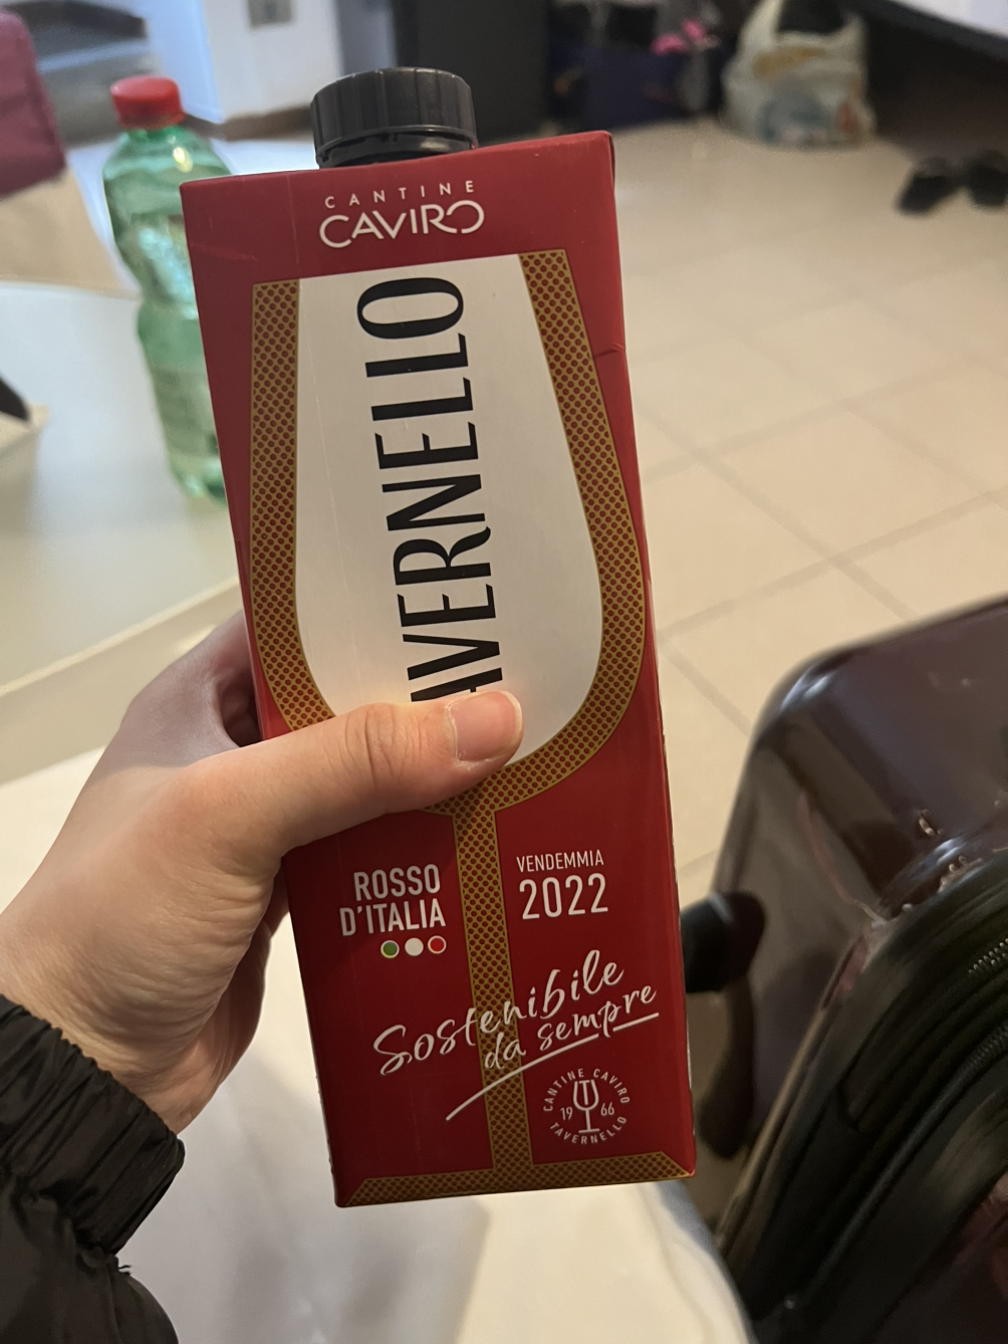 CANTINE
CAVIRO
AVERNELLO
ROSSO
D'ITALIA
VENDEMMIA
2022
Sostenibile
da sempre
CANTINE CAVIRO
19 66
TAVERNELLO